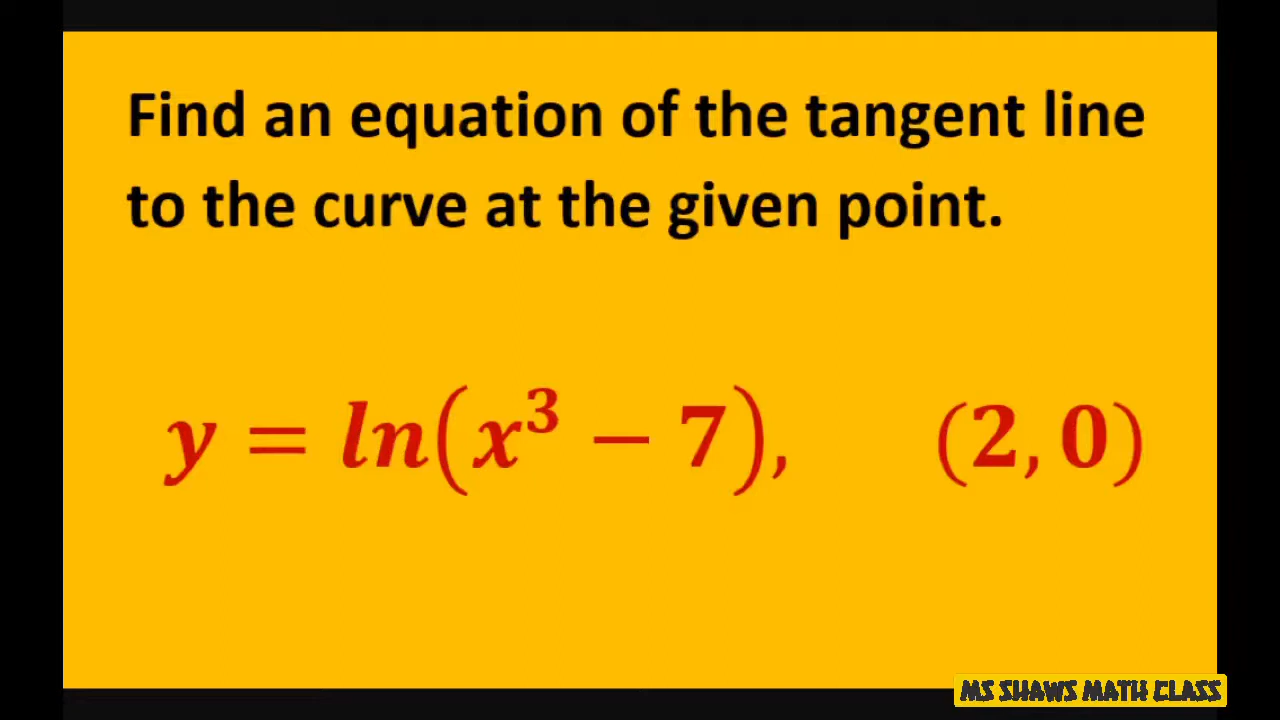 Find an equation of the tangent line
to the curve at the given point.
y = ln(x³ − 7), (2, 0)
MS SHAWS MATH CLASS